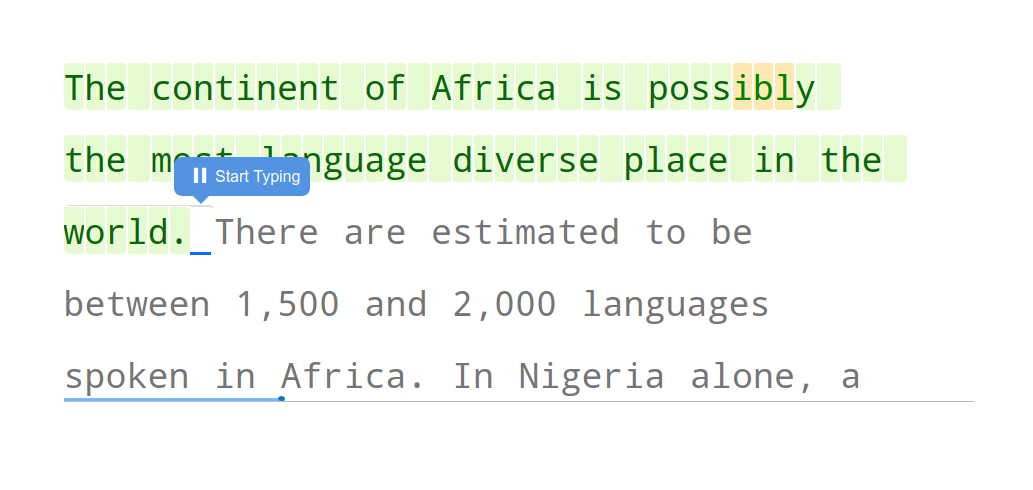 The continent of Africa is possibly
the most language diverse place in the
Start Typing
world. There are estimated to be
between 1,500 and 2,000 languages
spoken in Africa. In Nigeria alone, a